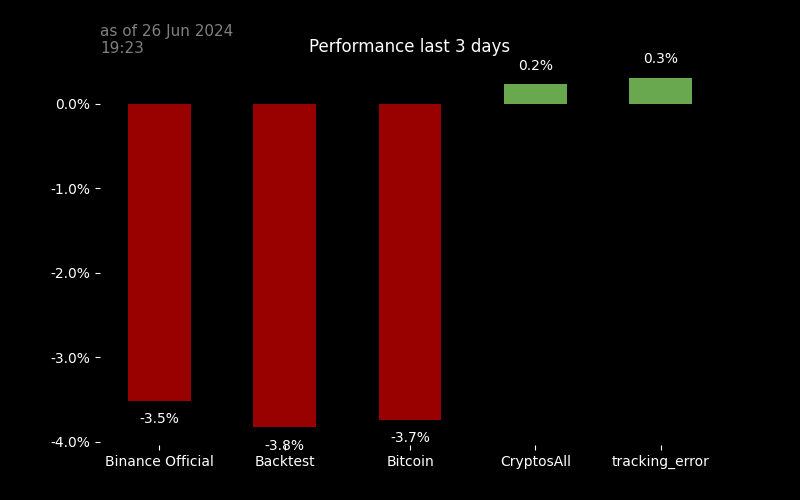 as of 26 Jun 2024
19:23
Performance last 3 days
0.2%
0.3%
0.0%
-1.0%
-2.0%
-3.0%
-4.0%
-3.5%
-3.8%
-3.7%
Binance Official
Backtest
Bitcoin
CryptosAll
tracking_error